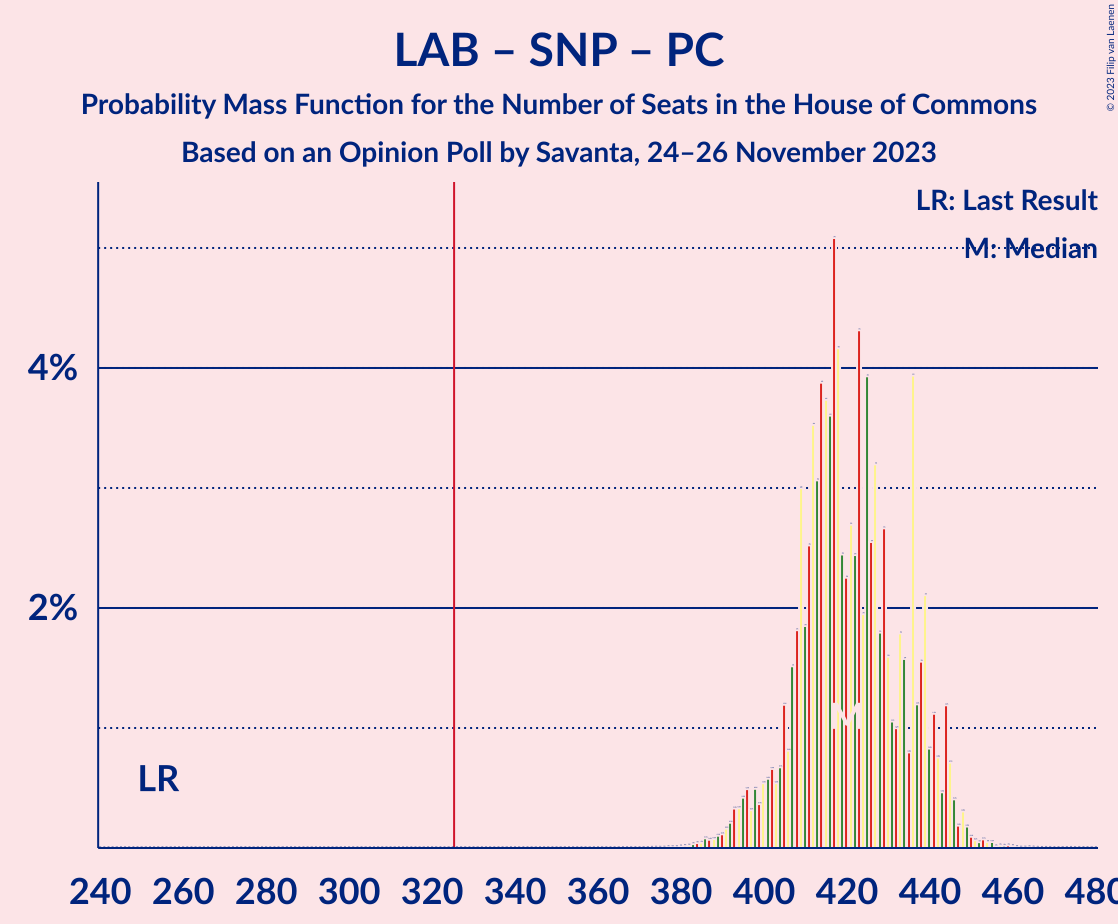 LAB – SNP – PC
Probability Mass Function for the Number of Seats in the House of Commons
Based on an Opinion Poll by Savanta, 24–26 November 2023
© 2023 Filip van Laenen
LR: Last Result
M: Median
4%
2%
LR
M
240 260 280 300 320 340 360 380 400 420 440 460 480